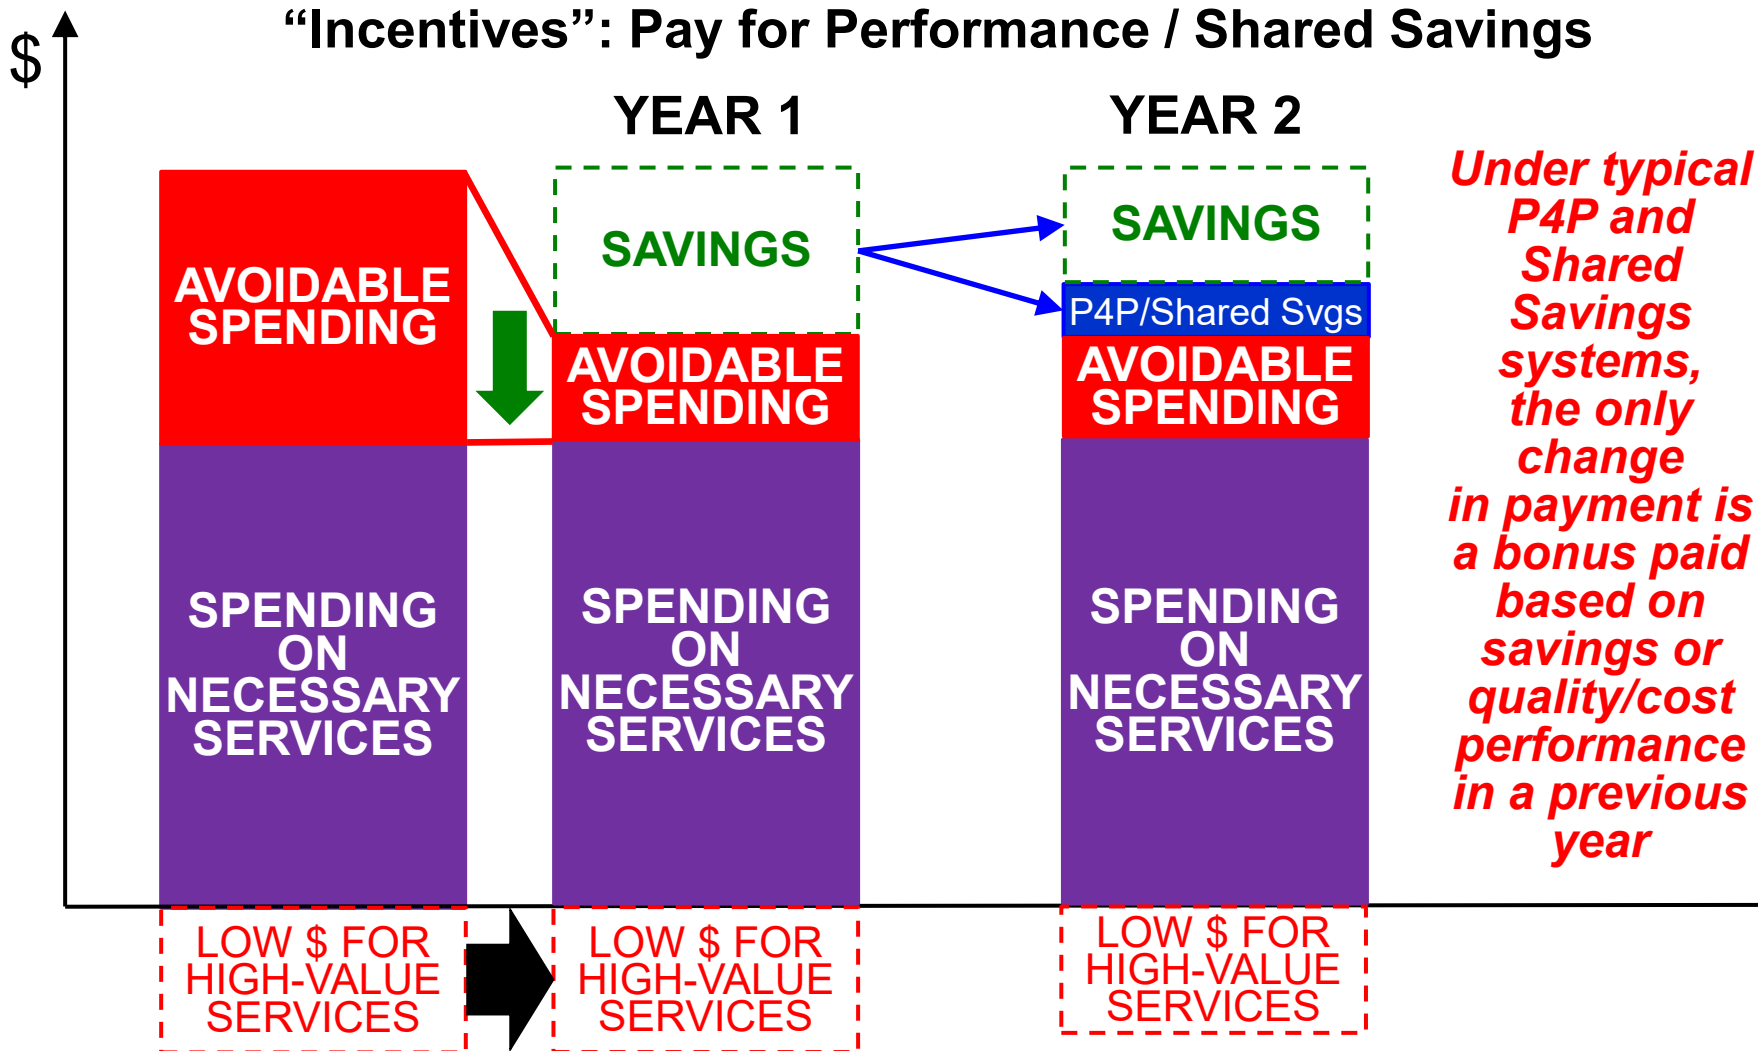 “Incentives”: Pay for Performance / Shared Savings
$
YEAR 1
YEAR 2
AVOIDABLE
SPENDING
SPENDING
ON
NECESSARY
SERVICES
LOW $ FOR
HIGH-VALUE
SERVICES
SAVINGS
AVOIDABLE
SPENDING
SPENDING
ON
NECESSARY
SERVICES
LOW $ FOR
HIGH-VALUE
SERVICES
SAVINGS
P4P/Shared Svgs
AVOIDABLE
SPENDING
SPENDING
ON
NECESSARY
SERVICES
LOW $ FOR
HIGH-VALUE
SERVICES
Under typical
P4P and
Shared
Savings
systems,
the only
change
in payment is
a bonus paid
based on
savings or
quality/cost
performance
in a previous
year